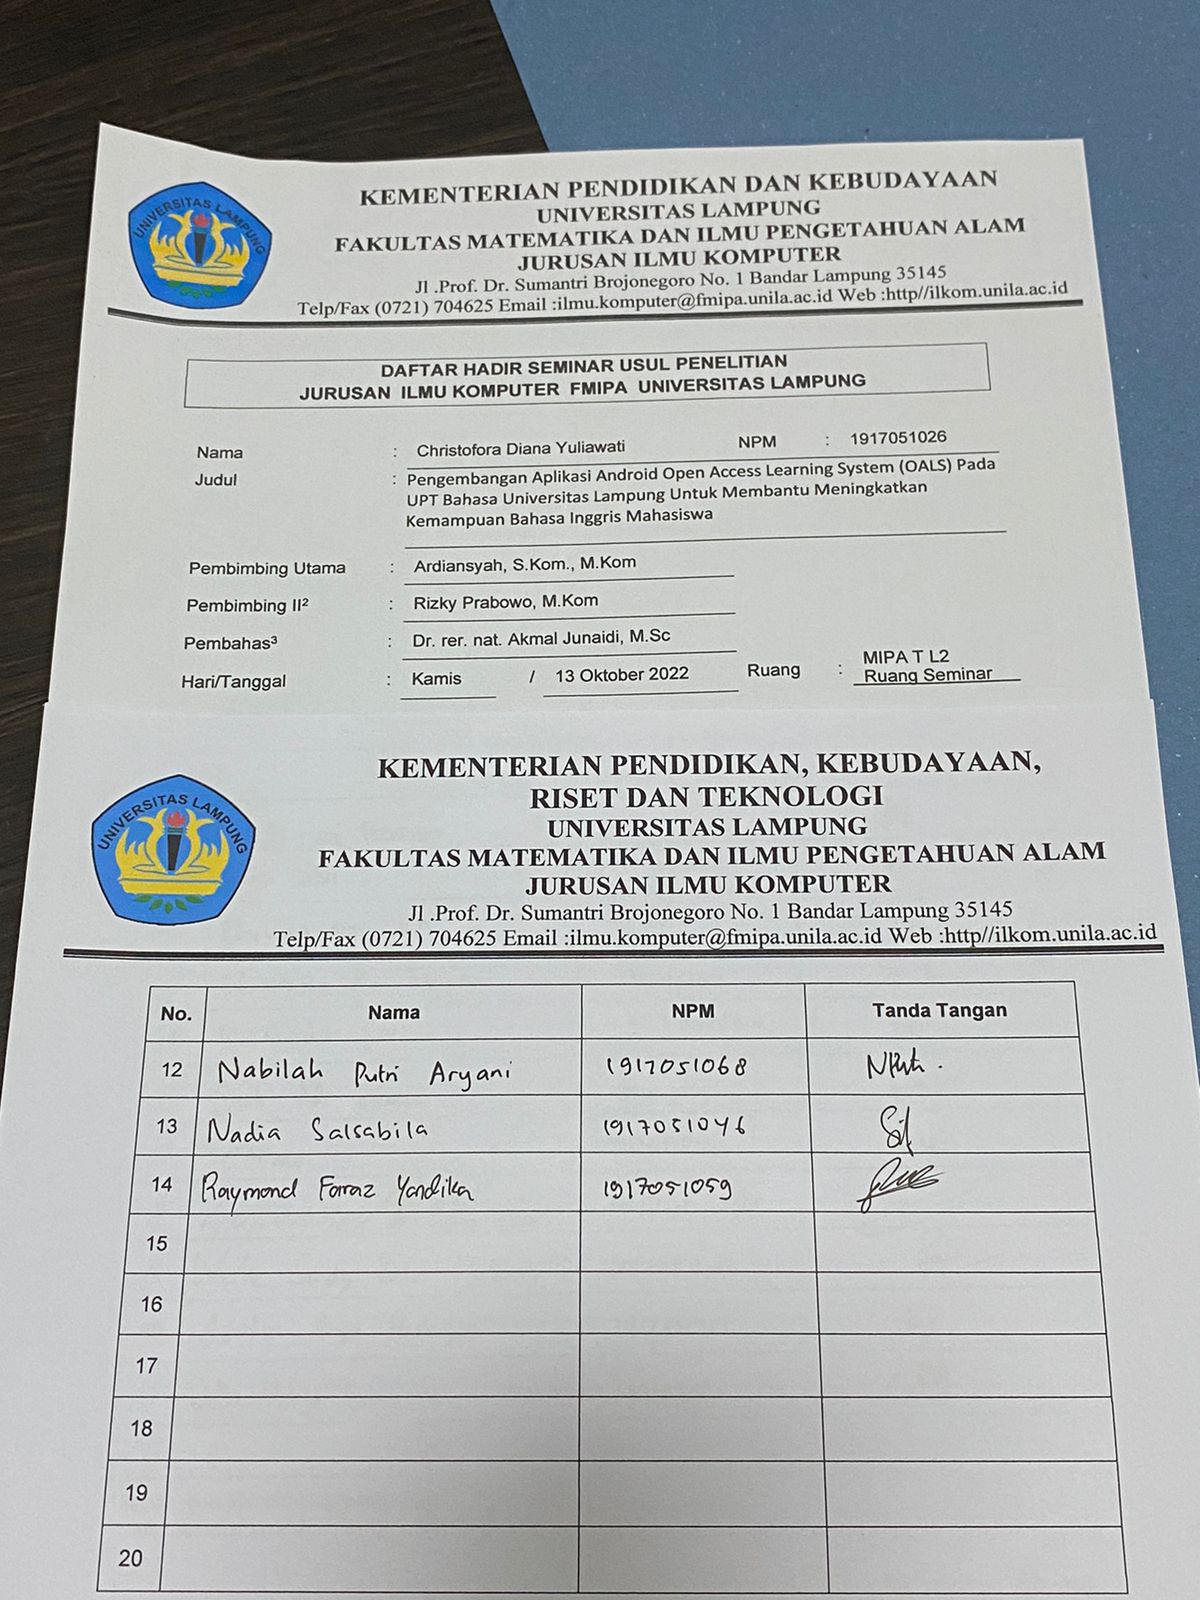 UNIVERSITAS LAMPUNG
KEMENTERIAN PENDIDIKAN DAN KEBUDAYAAN
UNIVERSITAS LAMPUNG
FAKULTAS MATEMATIKA DAN ILMU PENGETAHUAN ALAM
JURUSAN ILMU KOMPUTER
Jl .Prof. Dr. Sumantri Brojonegoro No. 1 Bandar Lampung 35145
Telp/Fax (0721) 704625 Email :ilmu.komputer@fmipa.unila.ac.id Web :http//ilkom.unila.ac.id
DAFTAR HADIR SEMINAR USUL PENELITIAN
JURUSAN ILMU KOMPUTER FMIPA UNIVERSITAS LAMPUNG
Nama : Christofora Diana Yuliawati NPM : 1917051026
Judul : Pengembangan Aplikasi Android Open Access Learning System (OALS) Pada
UPT Bahasa Universitas Lampung Untuk Membantu Meningkatkan
Kemampuan Bahasa Inggris Mahasiswa
Pembimbing Utama : Ardiansyah, S.Kom., M.Kom
Pembimbing II² : Rizky Prabowo, M.Kom
Pembahas³ : Dr. rer. nat. Akmal Junaidi, M.Sc
Hari/Tanggal : Kamis / 13 Oktober 2022 Ruang : MIPA T L2
Ruang Seminar
UNIVERSITAS LAMPUNG
KEMENTERIAN PENDIDIKAN, KEBUDAYAAN,
RISET DAN TEKNOLOGI
UNIVERSITAS LAMPUNG
FAKULTAS MATEMATIKA DAN ILMU PENGETAHUAN ALAM
JURUSAN ILMU KOMPUTER
Jl .Prof. Dr. Sumantri Brojonegoro No. 1 Bandar Lampung 35145
Telp/Fax (0721) 704625 Email :ilmu.komputer@fmipa.unila.ac.id Web :http//ilkom.unila.ac.id
No. Nama NPM Tanda Tangan
12 Nabilah Putri Aryani 1917051068
13 Nadia Salsabila 1917051046
14 Raymond Farraz Yandika 1917051059
15
16
17
18
19
20